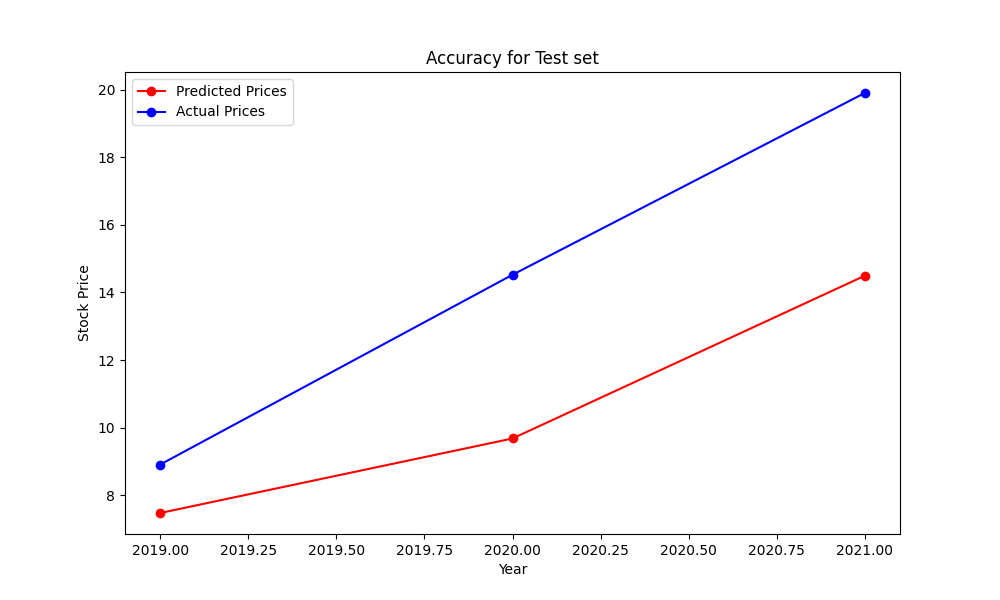 Accuracy for Test set
Predicted Prices
Actual Prices
20
18
16
14
12
10
8
Stock Price
2019.00 2019.25 2019.50 2019.75 2020.00 2020.25 2020.50 2020.75 2021.00
Year